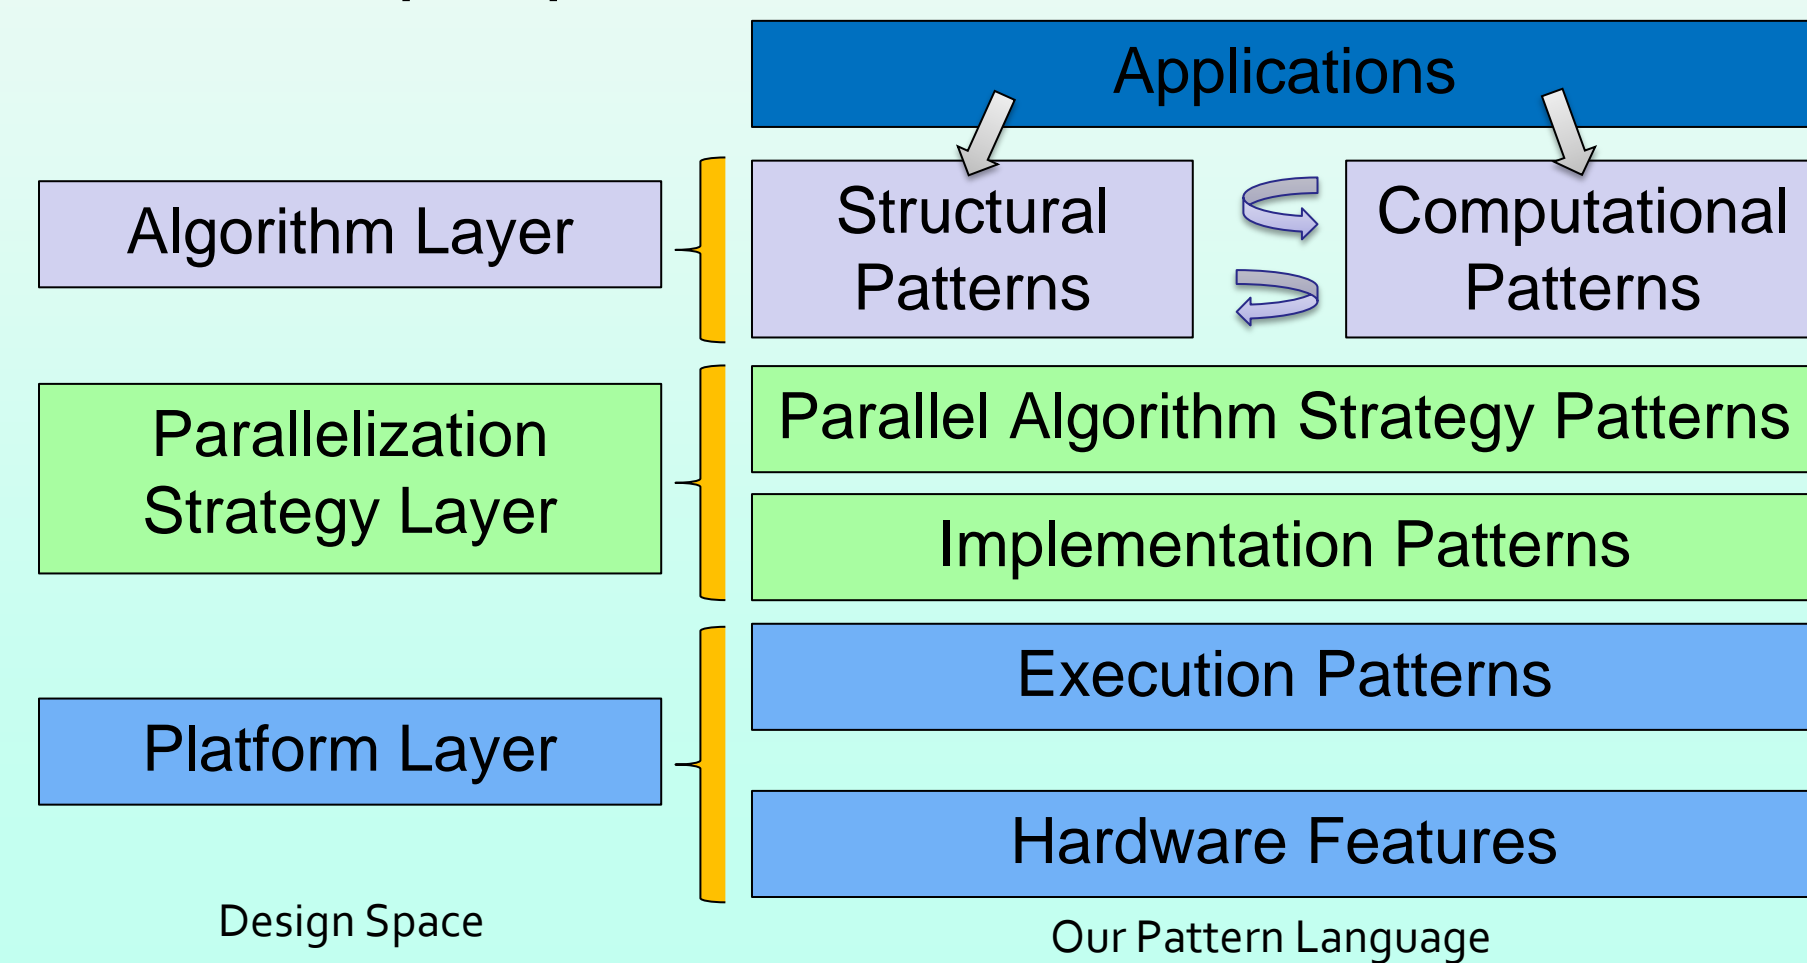 Applications
Algorithm Layer
Structural
Patterns
Computational
Patterns
Parallelization
Strategy Layer
Parallel Algorithm Strategy Patterns
Implementation Patterns
Platform Layer
Execution Patterns
Hardware Features
Design Space
Our Pattern Language